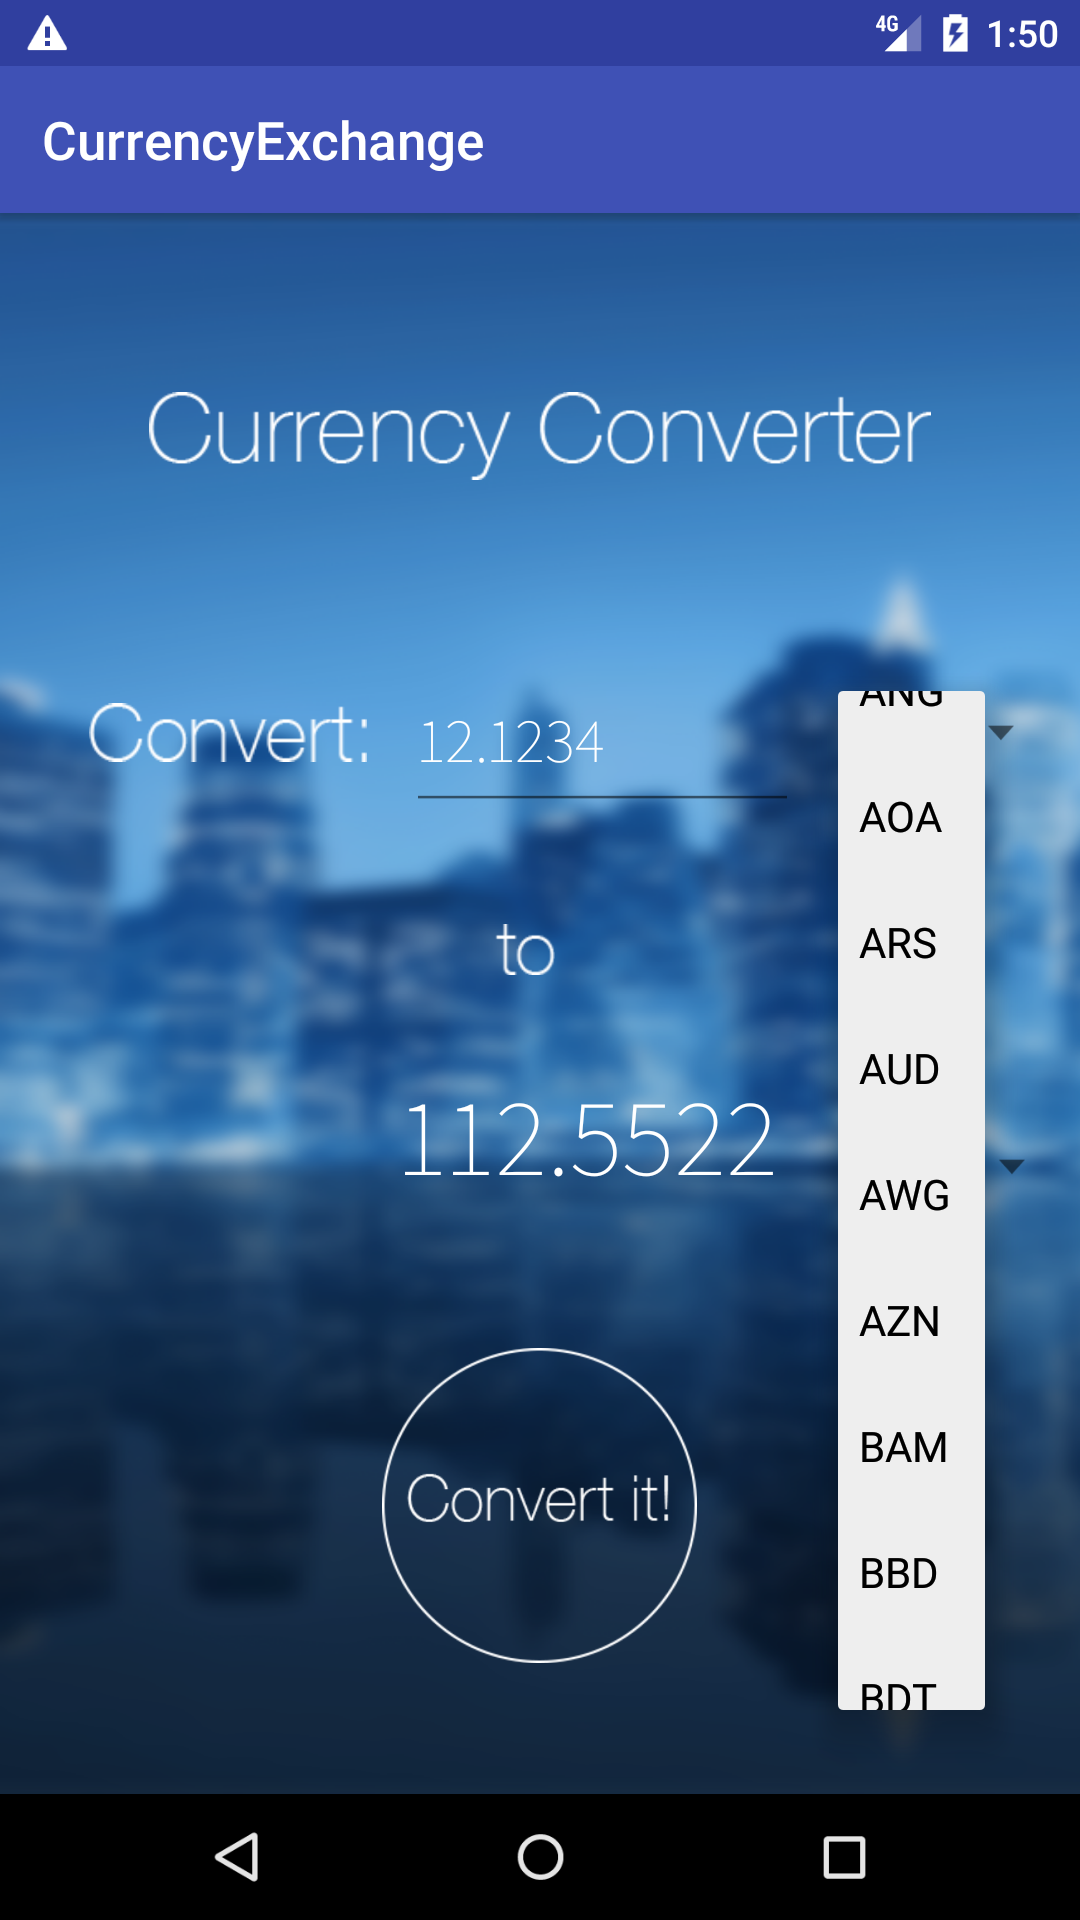 4G 1:50
CurrencyExchange
Currency Converter
Convert: 12.1234
ANG
AOA
ARS
to
AUD
112.5522
AWG
AZN
BAM
Convert it!
BBD
BDT